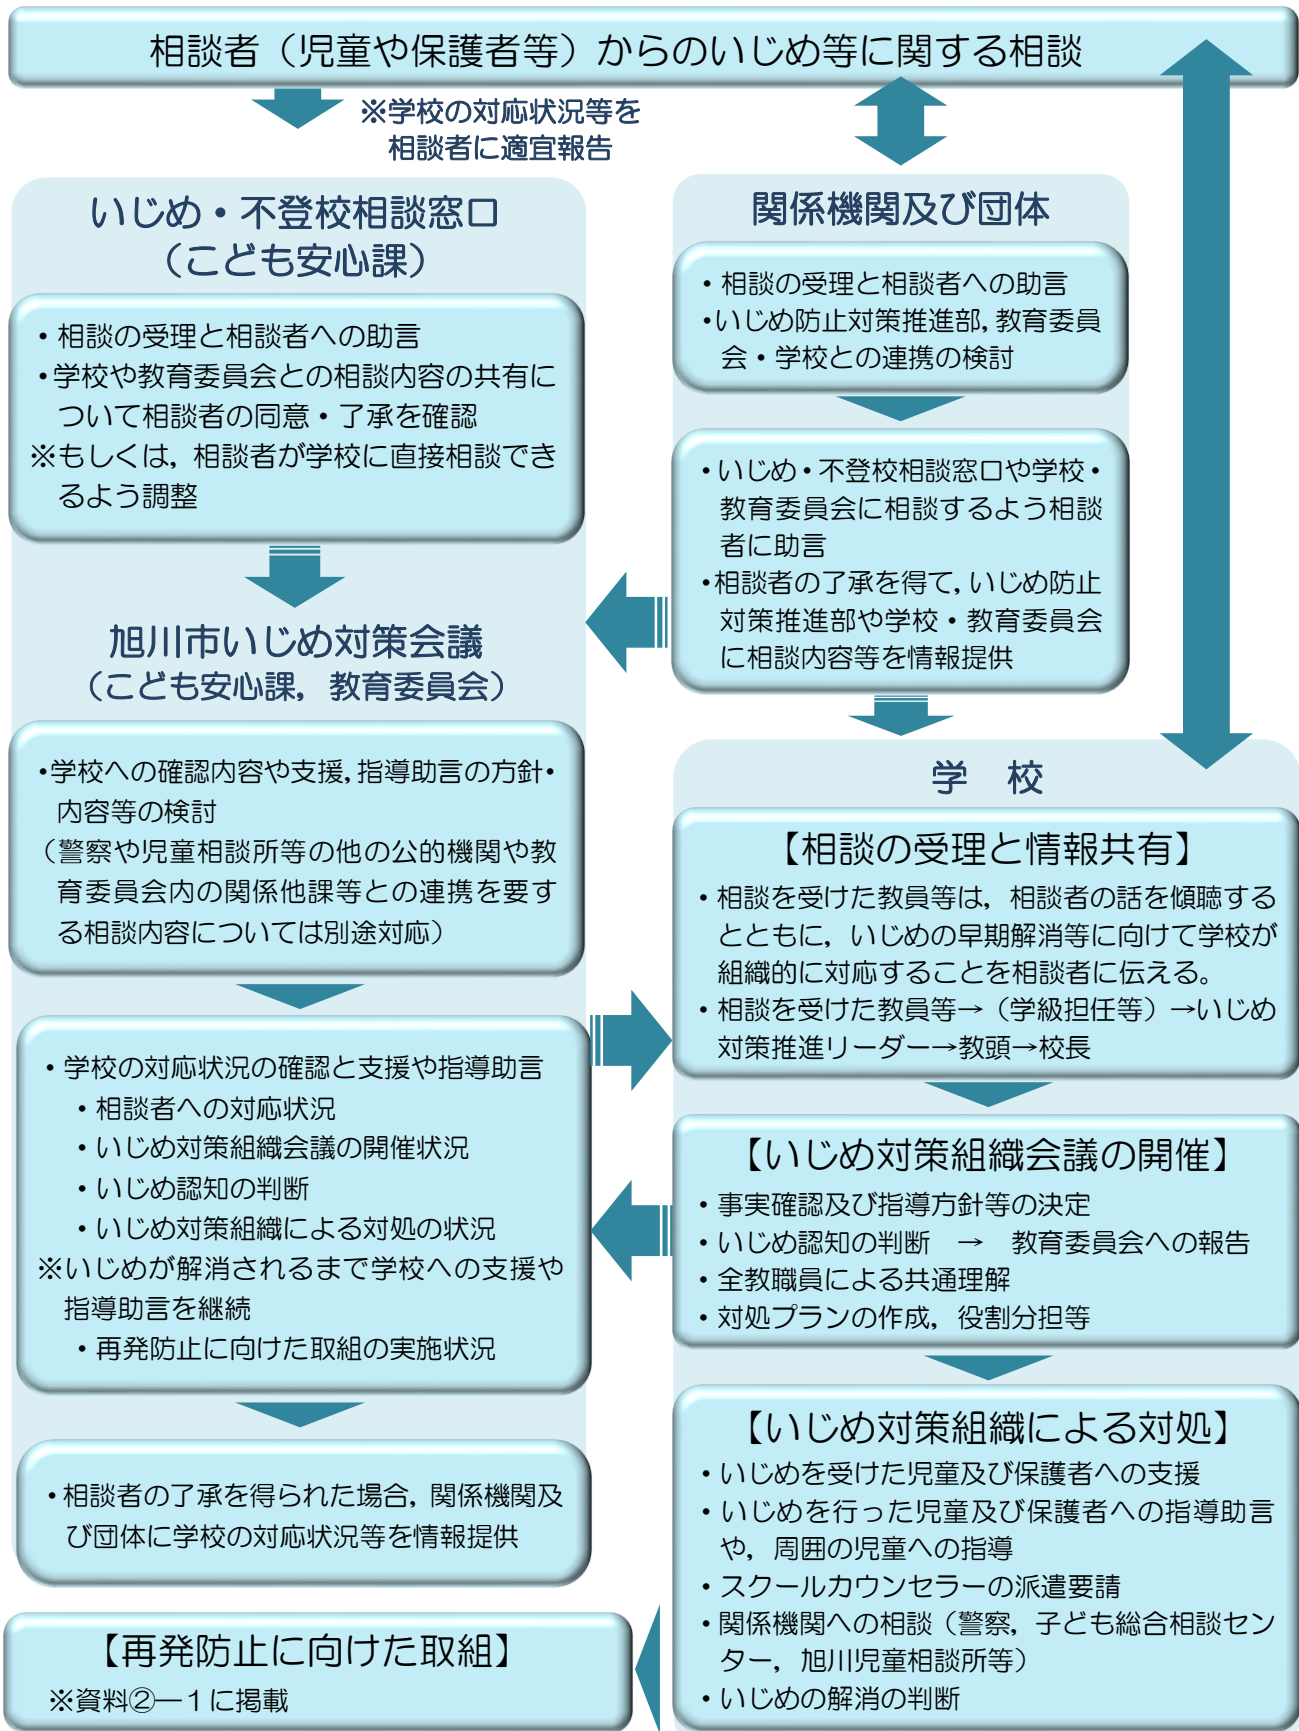 相談者（児童や保護者等）からのいじめ等に関する相談
※学校の対応状況等を
相談者に適宜報告
いじめ・不登校相談窓口
（こども安心課）
・相談の受理と相談者への助言
・学校や教育委員会との相談内容の共有に
ついて相談者の同意・了承を確認
※もしくは，相談者が学校に直接相談でき
るよう調整
旭川市いじめ対策会議
（こども安心課，教育委員会）
・学校への確認内容や支援，指導助言の方針・
内容等の検討
（警察や児童相談所等の他の公的機関や教
育委員会内の関係他課等との連携を要す
る相談内容については別途対応）
・学校の対応状況の確認と支援や指導助言
・相談者への対応状況
・いじめ対策組織会議の開催状況
・いじめ認知の判断
・いじめ対策組織による対処の状況
※いじめが解消されるまで学校への支援や
指導助言を継続
・再発防止に向けた取組の実施状況
・相談者の了承を得られた場合，関係機関及
び団体に学校の対応状況等を情報提供
関係機関及び団体
・相談の受理と相談者への助言
・いじめ防止対策推進部，教育委員
会・学校との連携の検討
・いじめ・不登校相談窓口や学校・
教育委員会に相談するよう相談
者に助言
・相談者の了承を得て，いじめ防止
対策推進部や学校・教育委員会
に相談内容等を情報提供
学　校
【相談の受理と情報共有】
・相談を受けた教員等は，相談者の話を傾聴する
とともに，いじめの早期解消等に向けて学校が
組織的に対応することを相談者に伝える。
・相談を受けた教員等→（学級担任等）→いじめ
対策推進リーダー→教頭→校長
【いじめ対策組織会議の開催】
・事実確認及び指導方針等の決定
・いじめ認知の判断　→　教育委員会への報告
・全教職員による共通理解
・対処プランの作成，役割分担等
【いじめ対策組織による対処】
・いじめを受けた児童及び保護者への支援
・いじめを行った児童及び保護者への指導助言
や，周囲の児童への指導
・スクールカウンセラーの派遣要請
・関係機関への相談（警察，子ども総合相談セン
ター，旭川児童相談所等）
・いじめの解消の判断
【再発防止に向けた取組】
※資料②―１に掲載